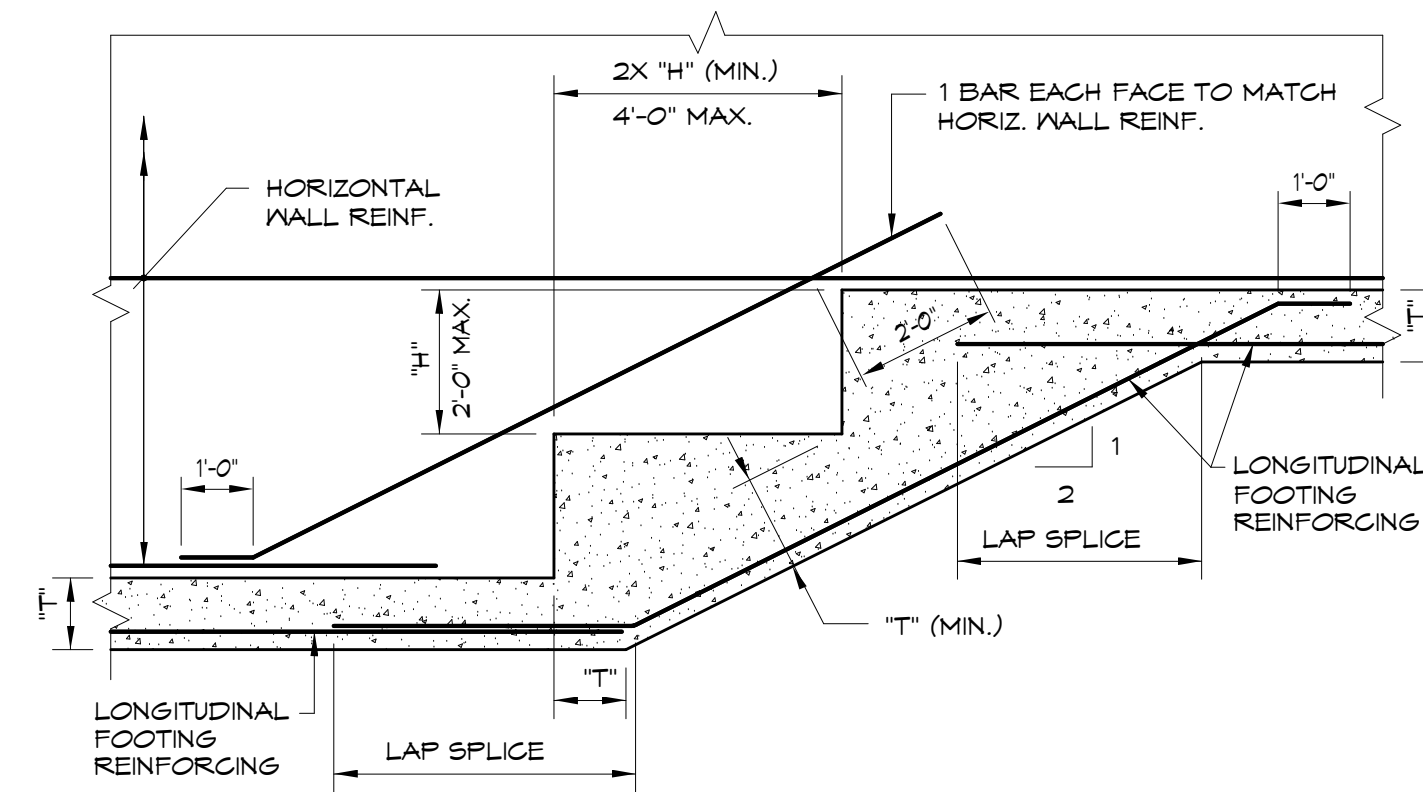 2X "H" (MIN.)
4'-0" MAX.
1 BAR EACH FACE TO MATCH
HORIZ. WALL REINF.
HORIZONTAL
WALL REINF.
1'-0"
"H"
2'-0" MAX.
2'-0"
"T"
1'-0"
1
2
LONGITUDINAL
FOOTING
REINFORCING
LAP SPLICE
"T"
"T" (MIN.)
"T"
LONGITUDINAL
FOOTING
REINFORCING
LAP SPLICE